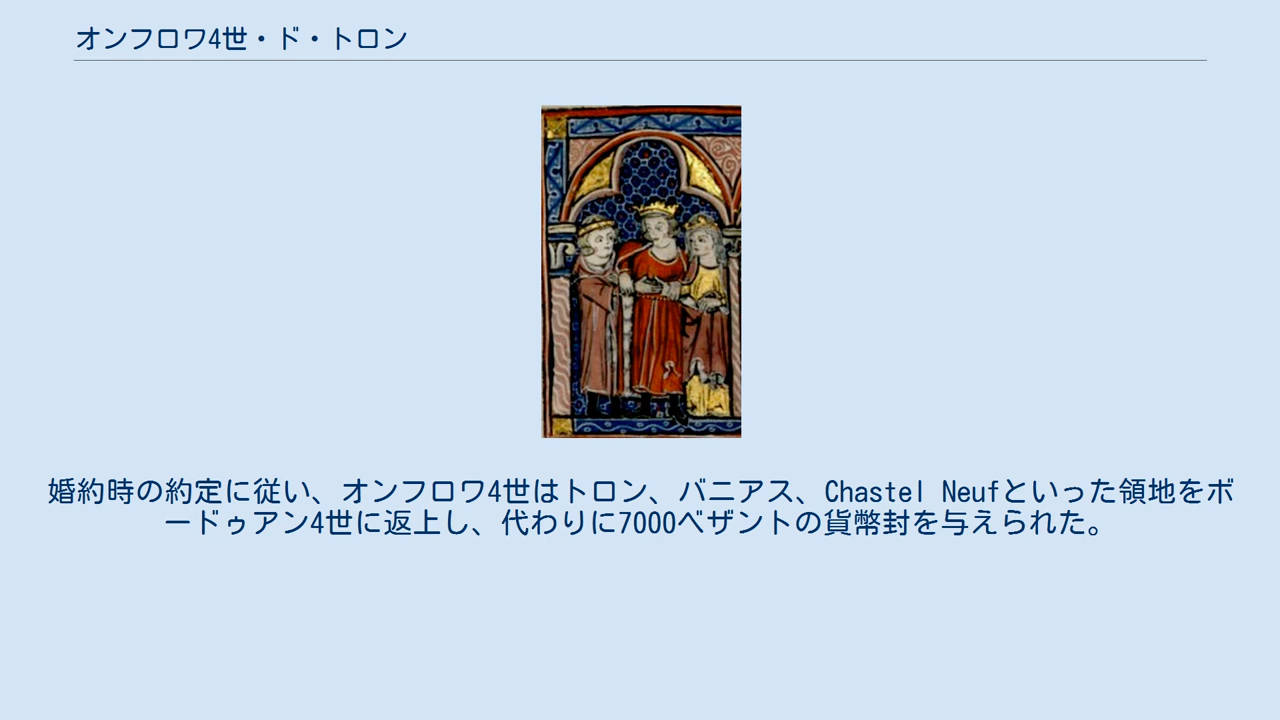 オンフロワ4世・ド・トロン
婚約時の約定に従い、オンフロワ4世はトロン、バニアス、Chastel Neufといった領地をボ
ードゥアン4世に返上し、代わりに7000ベザントの貨幣封を与えられた。